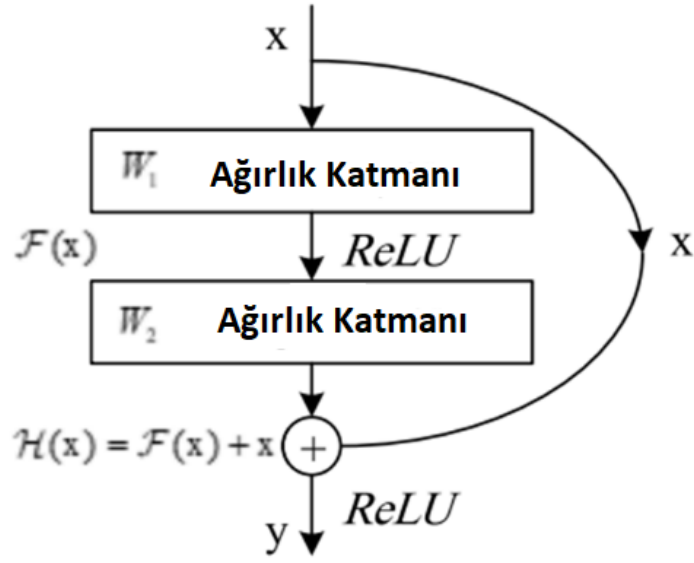 x
W₁ Ağırlık Katmanı
ℱ(x) ReLU x
W₂ Ağırlık Katmanı
ℋ(x) = ℱ(x) + x +
ReLU
y